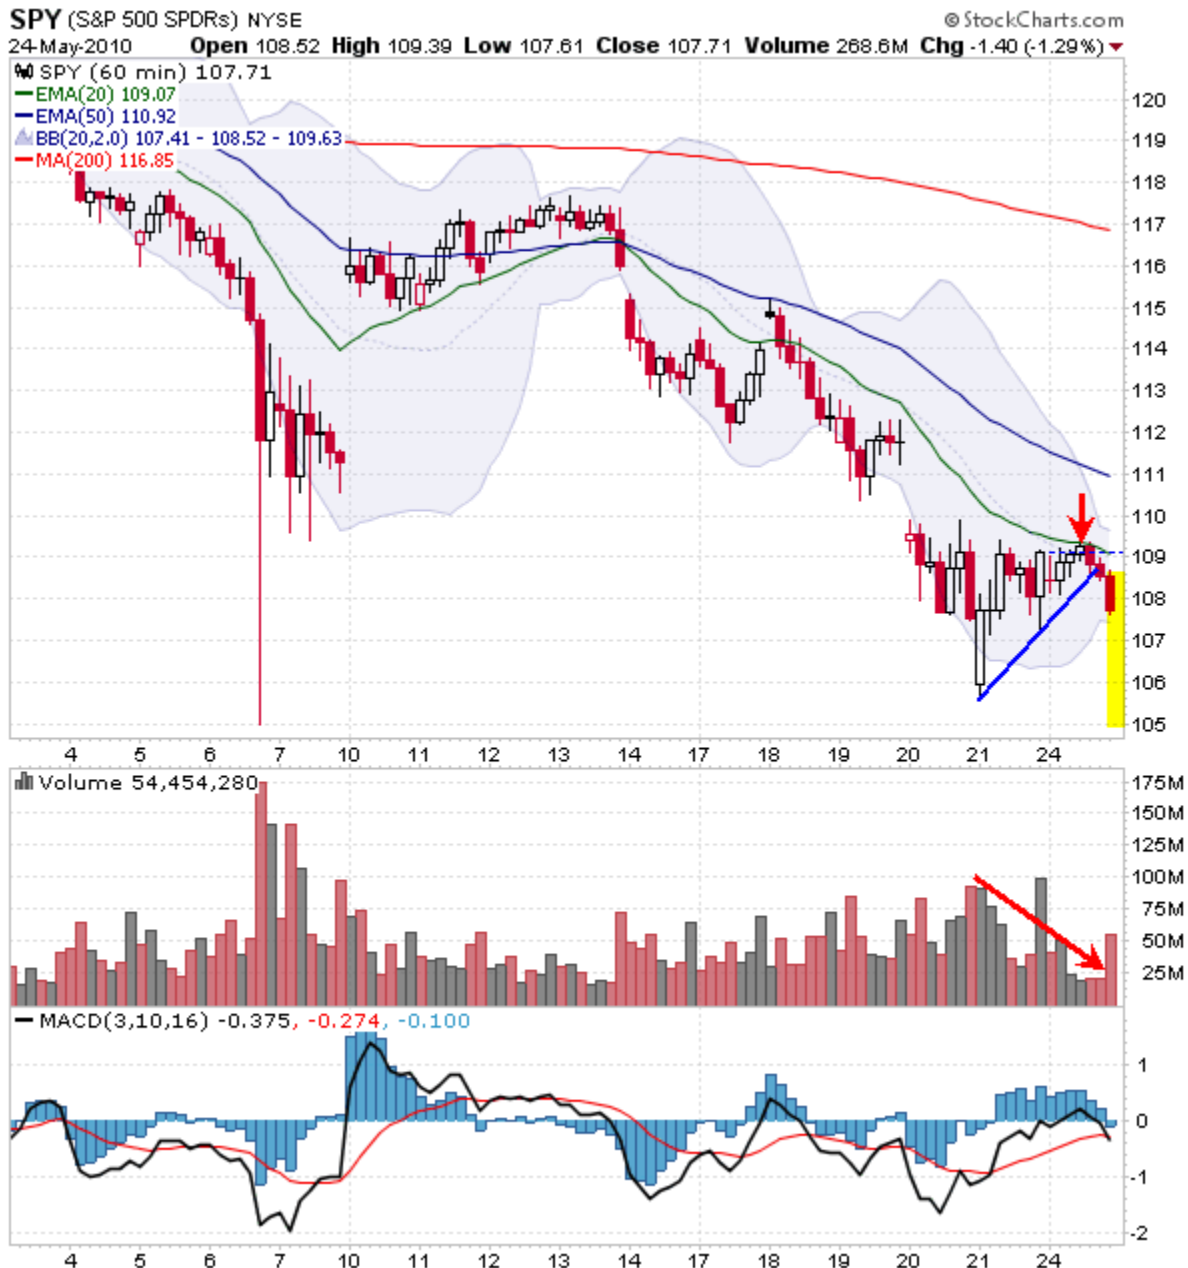 SPY (S&P 500 SPDRs) NYSE © StockCharts.com
24-May-2010 Open 108.52 High 109.39 Low 107.61 Close 107.71 Volume 268.6M Chg -1.40 (-1.29%)
SPY (60 min) 107.71
EMA(20) 109.07
EMA(50) 110.92
BB(20,2.0) 107.41 - 108.52 - 109.63
MA(200) 116.85
120
119
118
117
116
115
114
113
112
111
110
109
108
107
106
105
4 5 6 7 10 11 12 13 14 17 18 19 20 21 24
Volume 54,454,280
175M
150M
125M
100M
75M
50M
25M
MACD(3,10,16) -0.375, -0.274, -0.100
1
0
-1
-2
4 5 6 7 10 11 12 13 14 17 18 19 20 21 24